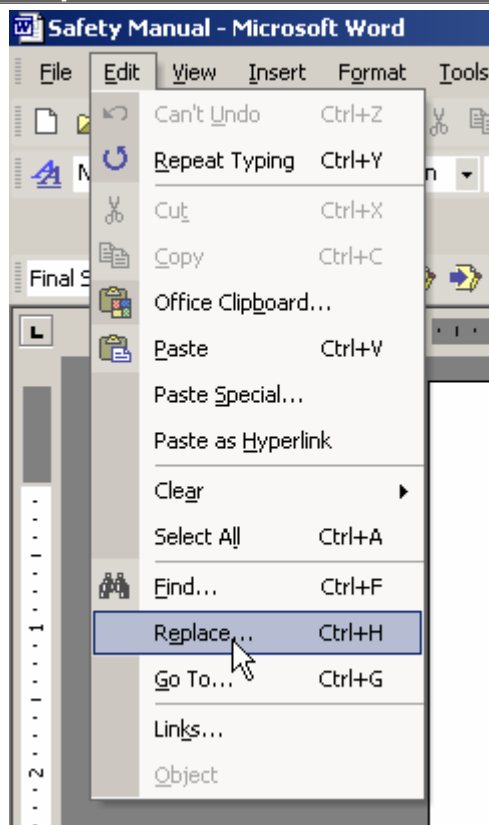 Safety Manual - Microsoft Word
File Edit View Insert Format Tools
Can't Undo Ctrl+Z
Repeat Typing Ctrl+Y
Cut Ctrl+X
Copy Ctrl+C
Office Clipboard...
Paste Ctrl+V
Paste Special...
Paste as Hyperlink
Clear
Select All Ctrl+A
Find... Ctrl+F
Replace... Ctrl+H
Go To... Ctrl+G
Links...
Object
Final
1
2